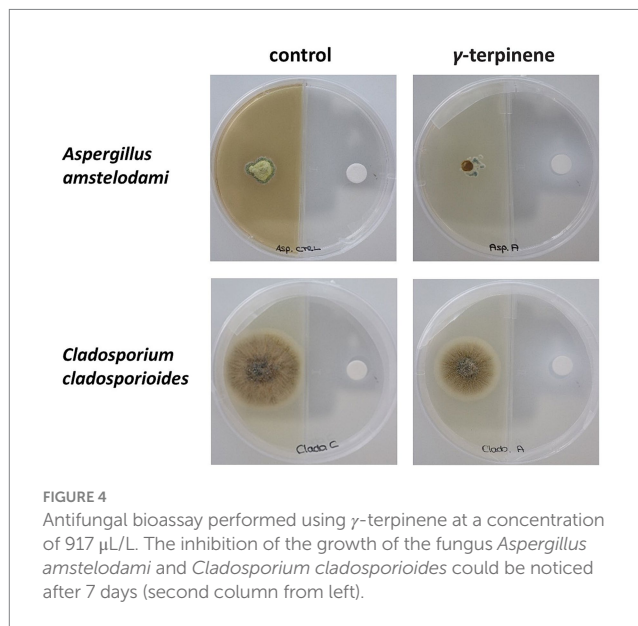 control γ-terpinene
Aspergillus
amstelodami
Asp. CTRL Asp. A
Cladosporium
cladosporioides
Clado C Clado. A
FIGURE 4
Antifungal bioassay performed using γ-terpinene at a concentration
of 917 μL/L. The inhibition of the growth of the fungus Aspergillus
amstelodami and Cladosporium cladosporioides could be noticed
after 7 days (second column from left).